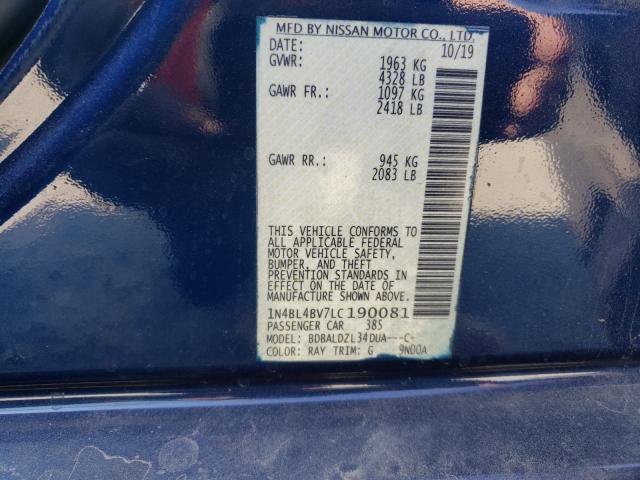 MFD BY NISSAN MOTOR CO., LTD.
DATE: 10/19
GVWR: 1963 KG
4328 LB
GAWR FR.: 1097 KG
2418 LB
GAWR RR.: 945 KG
2083 LB
THIS VEHICLE CONFORMS TO
ALL APPLICABLE FEDERAL
MOTOR VEHICLE SAFETY,
BUMPER, AND THEFT
PREVENTION STANDARDS IN
EFFECT ON THE DATE OF
MANUFACTURE SHOWN ABOVE.
1N4BL4BV7LC190081
PASSENGER CAR 385
MODEL: BDBALDZL34DUA---C-
COLOR: RAY TRIM: G 9N00A